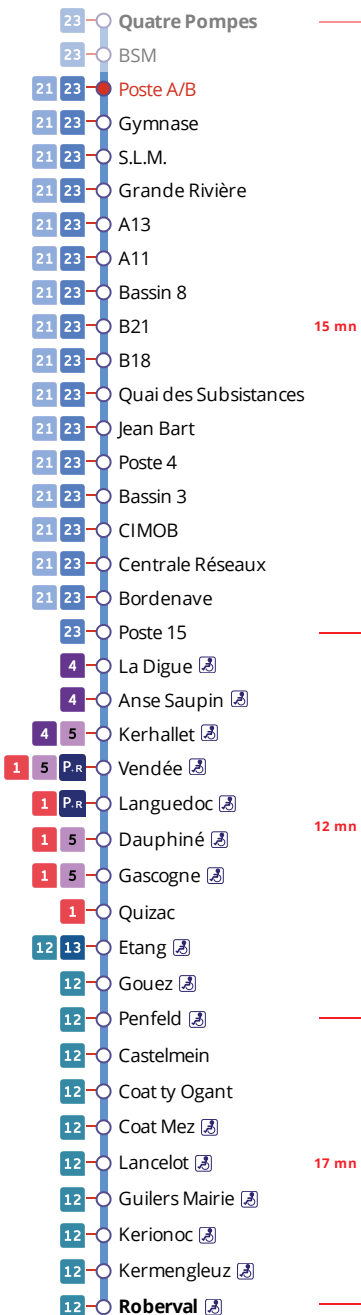 23 Quatre Pompes
23 BSM
21 23 Poste A/B
21 23 Gymnase
21 23 S.L.M.
21 23 Grande Rivière
21 23 A13
21 23 A11
21 23 Bassin 8
21 23 B21 15 mn
21 23 B18
21 23 Quai des Subsistances
21 23 Jean Bart
21 23 Poste 4
21 23 Bassin 3
21 23 CIMOB
21 23 Centrale Réseaux
21 23 Bordenave
23 Poste 15
4 La Digue
4 Anse Saupin
4 5 Kerhallet
1 5 P+R Vendée
1 P+R Languedoc
12 mn
1 5 Dauphiné
1 5 Gascogne
1 Quizac
12 13 Etang
12 Gouez
12 Penfeld
12 Castelmein
12 Coat ty Ogant
12 Coat Mez
12 Lancelot 17 mn
12 Guilers Mairie
12 Kerionoc
12 Kermengleuz
12 Roberval